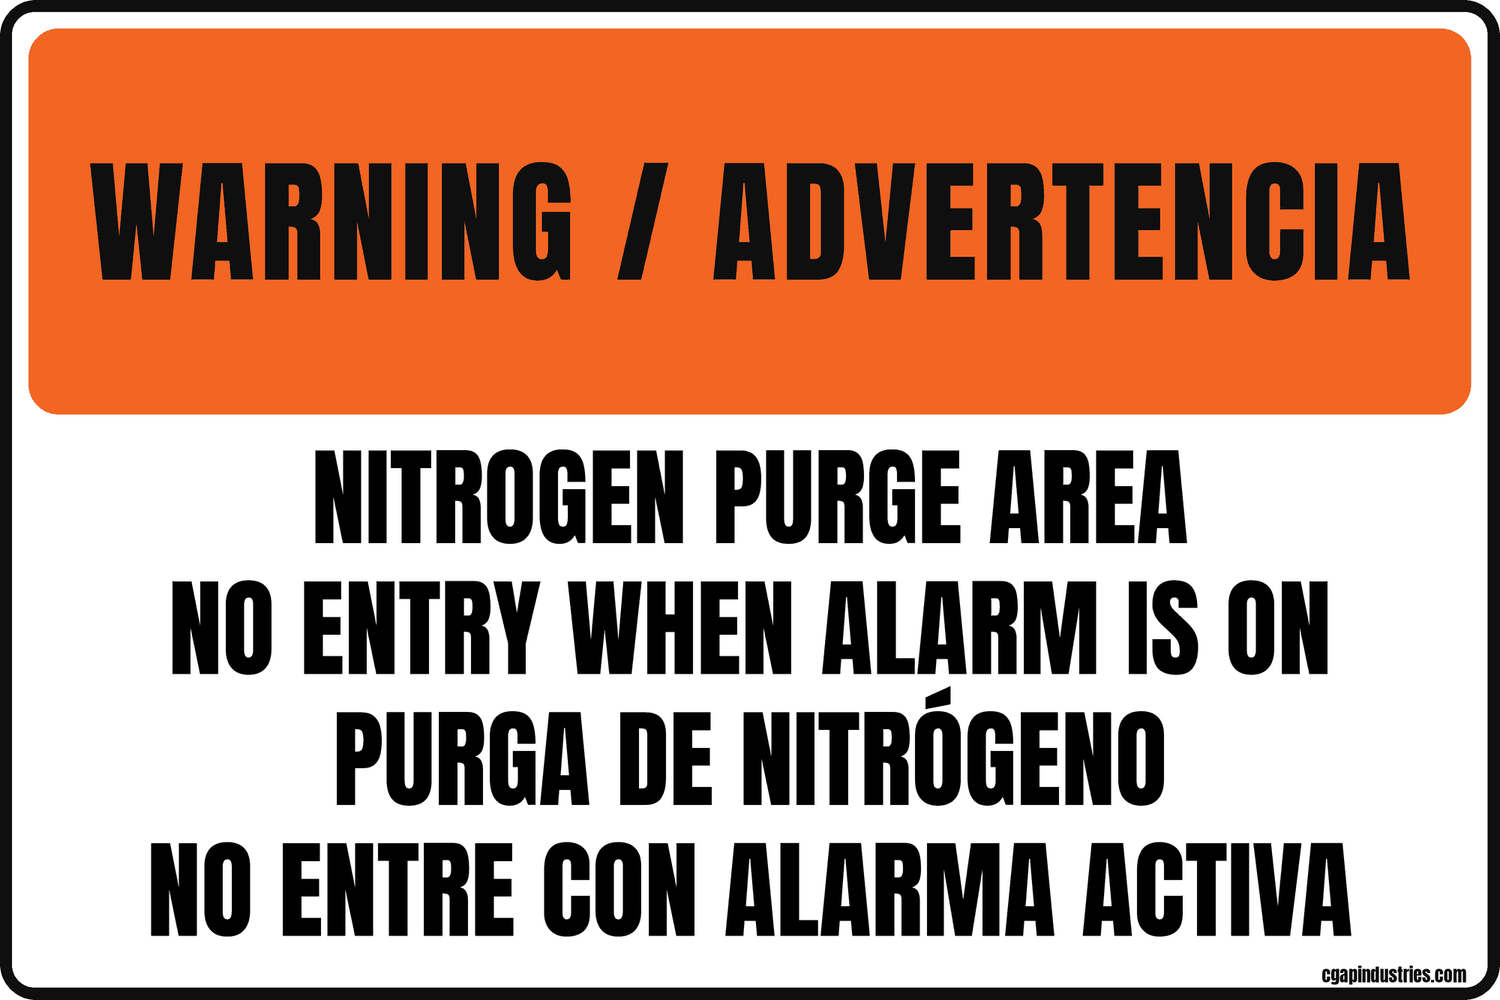 WARNING / ADVERTENCIA
NITROGEN PURGE AREA
NO ENTRY WHEN ALARM IS ON
PURGA DE NITRÓGENO
NO ENTRE CON ALARMA ACTIVA
cgapindustries.com